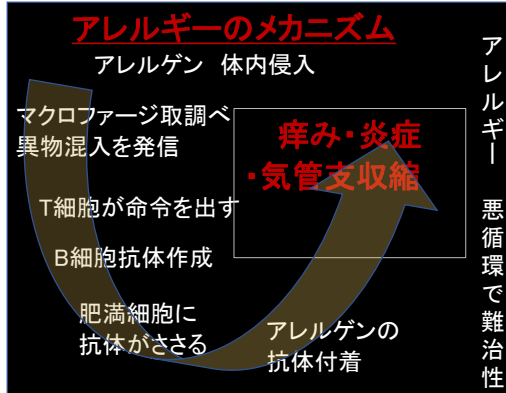 アレルギーのメカニズム
アレルゲン 体内侵入
マクロファージ取調べ
異物混入を発信
痒み・炎症
・気管支収縮
T細胞が命令を出す
B細胞抗体作成
肥満細胞に
抗体がささる
アレルゲンの
抗体付着
アレルギー 悪循環で難治性